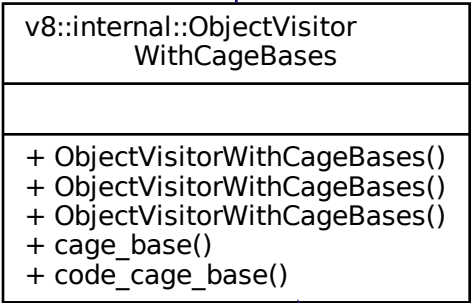 v8::internal::ObjectVisitor
WithCageBases
+ ObjectVisitorWithCageBases()
+ ObjectVisitorWithCageBases()
+ ObjectVisitorWithCageBases()
+ cage_base()
+ code_cage_base()